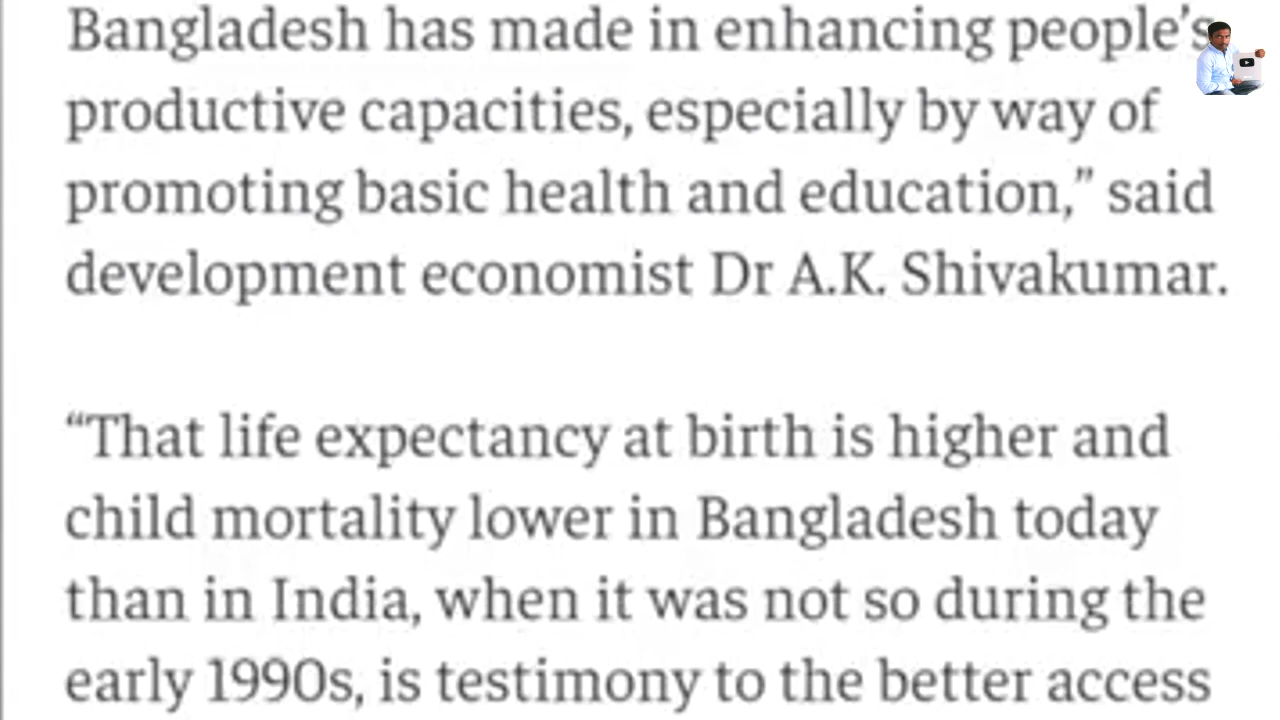 Bangladesh has made in enhancing people’s
productive capacities, especially by way of
promoting basic health and education,” said
development economist Dr A.K. Shivakumar.
“That life expectancy at birth is higher and
child mortality lower in Bangladesh today
than in India, when it was not so during the
early 1990s, is testimony to the better access